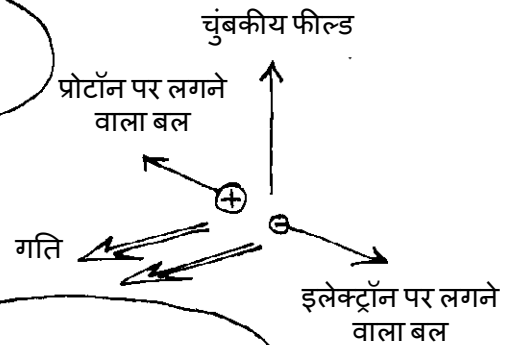 चुंबकीय फील्ड
प्रोटॉन पर लगने
वाला बल
+
-
गति
इलेक्ट्रॉन पर लगने
वाला बल